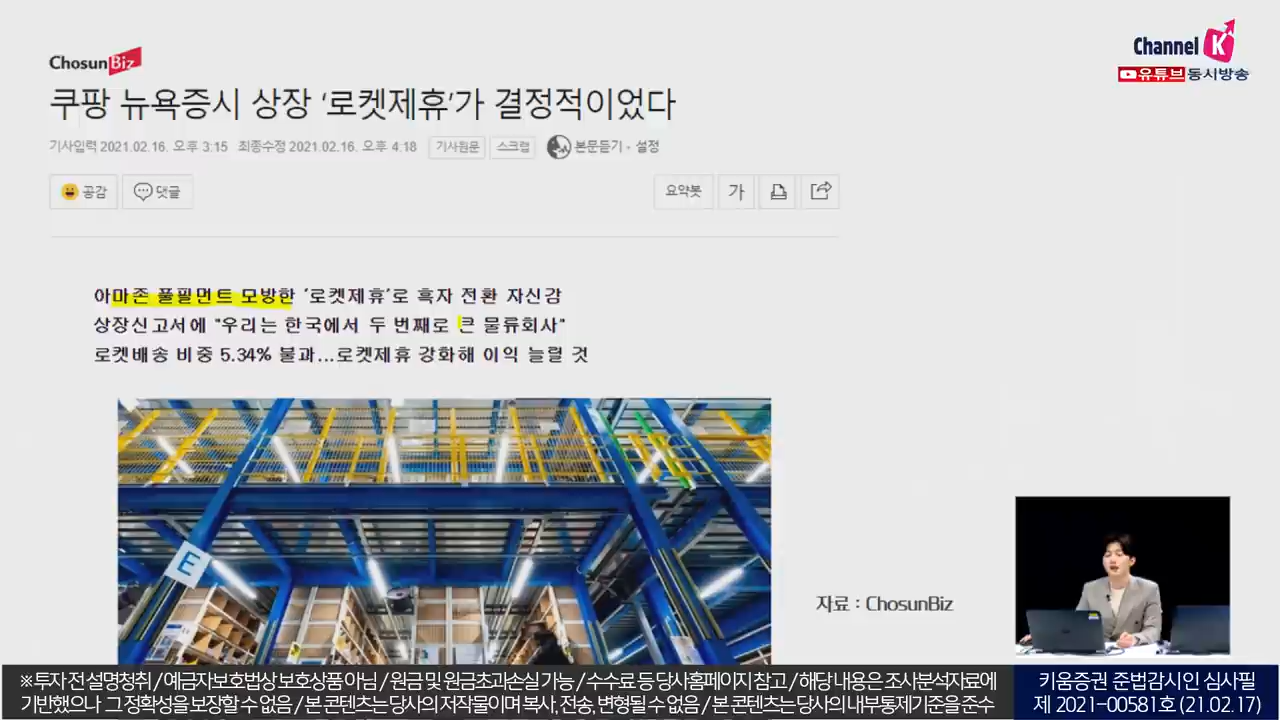 Channel K
유튜브 동시방송
ChosunBiz
쿠팡 뉴욕증시 상장 '로켓제휴'가 결정적이었다
기사입력 2021.02.16. 오후 3:15 최종수정 2021.02.16. 오후 4:18 기사원문 스크랩 본문듣기 · 설정
공감 댓글 요약봇 가
아마존 풀필먼트 모방한 '로켓제휴'로 흑자 전환 자신감
상장신고서에 "우리는 한국에서 두 번째로 큰 물류회사"
로켓배송 비중 5.34% 불과...로켓제휴 강화해 이익 늘릴 것
E
자료 : ChosunBiz
※ 투자 전 설명청취 / 예금자보호법상 보호상품 아님 / 원금 및 원금초과손실 가능 / 수수료 등 당사홈페이지 참고 / 해당 내용은 조사분석자료에
기반했으나 그 정확성을 보장할 수 없음 / 본 콘텐츠는 당사의 저작물이며 복사, 전송, 변형될 수 없음 / 본 콘텐츠는 당사의 내부통제기준을 준수
키움증권 준법감시인 심사필
제 2021-00581호 (21.02.17)